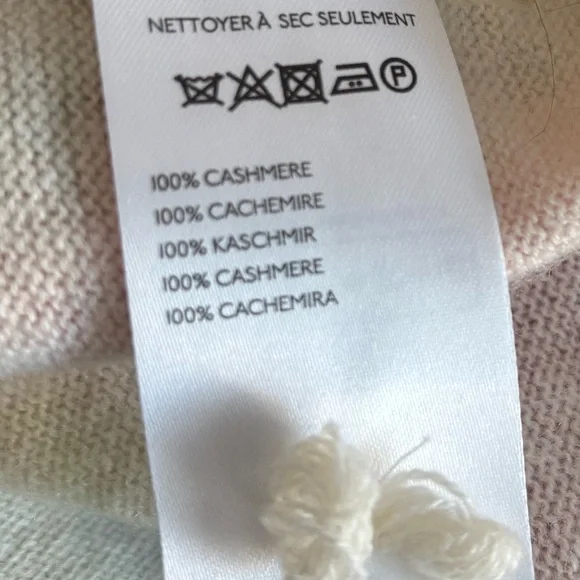 NETTOYER À SEC SEULEMENT
P
100% CASHMERE
100% CACHEMIRE
100% KASCHMIR
100% CASHMERE
100% CACHEMIRA